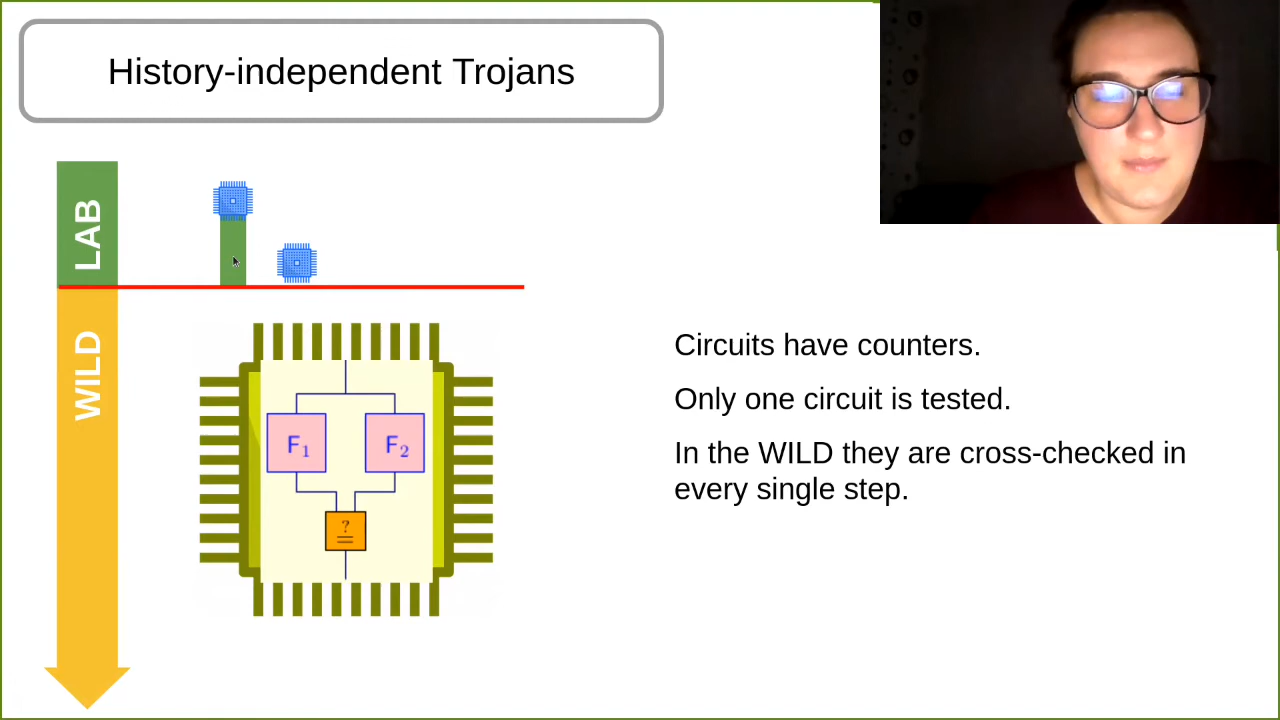 History-independent Trojans
LAB
WILD
F1
F2
?
=
Circuits have counters.
Only one circuit is tested.
In the WILD they are cross-checked in
every single step.